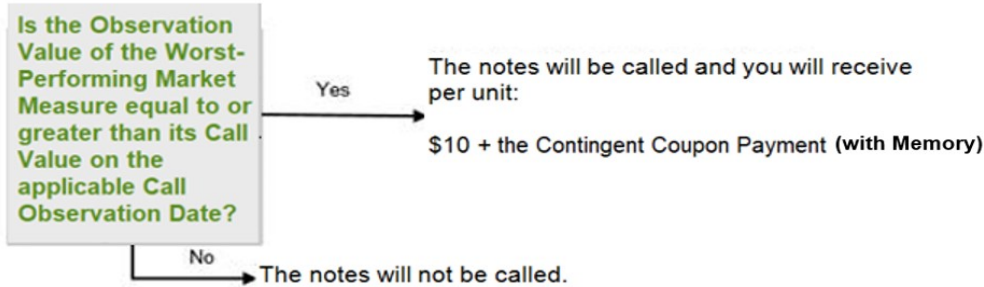 Is the Observation
Value of the Worst-
Performing Market
Measure equal to or
greater than its Call
Value on the
applicable Call
Observation Date?
Yes
The notes will be called and you will receive
per unit:
$10 + the Contingent Coupon Payment (with Memory)
No
The notes will not be called.